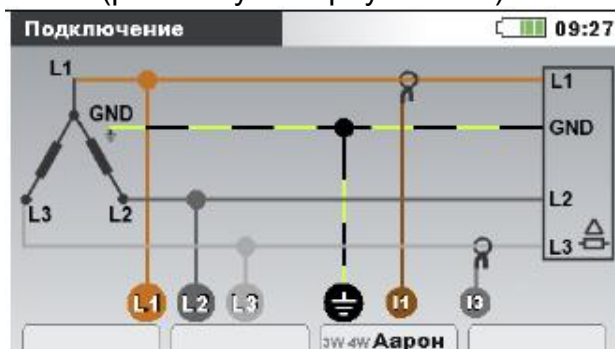 Подключение 09:27
L1 L1
GND GND
L3 L2 L2
L3
L1 L2 L3 I1 I3
3W 4W Аарон